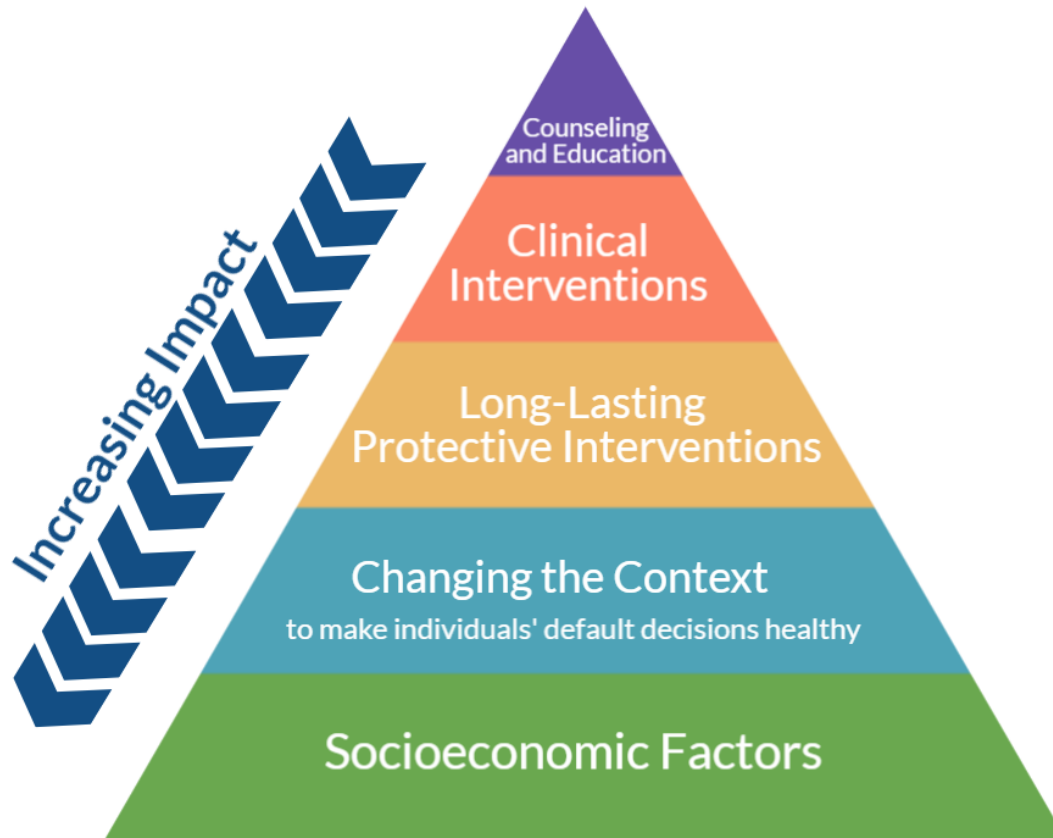 Counseling
and Education
Clinical
Interventions
Long-Lasting
Protective Interventions
Changing the Context
to make individuals' default decisions healthy
Socioeconomic Factors
Increasing Impact